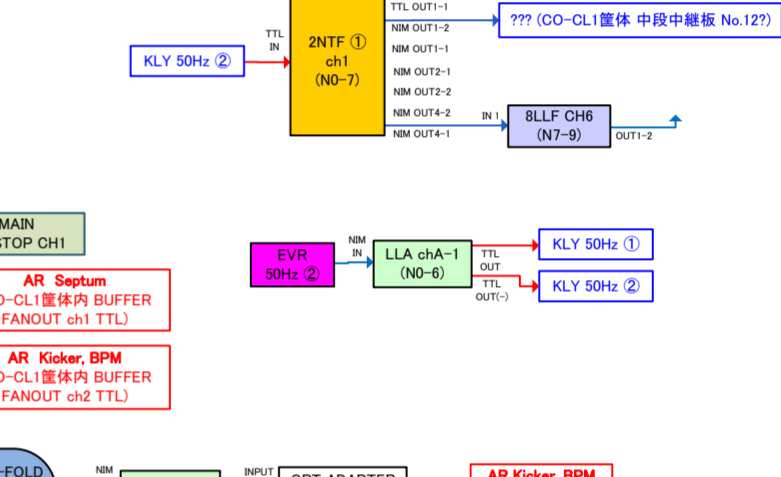 TTL OUT1-1
??? (CO-CL1筐体 中段中継板 No.12?)
NIM OUT1-2
TTL
IN
2NTF ①
ch1
(N0-7)
NIM OUT1-1
KLY 50Hz ②
NIM OUT2-1
NIM OUT2-2
NIM OUT4-2
IN 1
8LLF CH6
(N7-9)
NIM OUT4-1
OUT1-2
MAIN
STOP CH1
NIM
IN
EVR
50Hz ②
LLA chA-1
(N0-6)
TTL
OUT
KLY 50Hz ①
TTL
OUT(-)
KLY 50Hz ②
AR Septum
O-CL1筐体内 BUFFER
FANOUT ch1 TTL)
AR Kicker, BPM
O-CL1筐体内 BUFFER
FANOUT ch2 TTL)
-FOLD
NIM
INPUT
OPT ADAPTER
AR Kicker, BPM